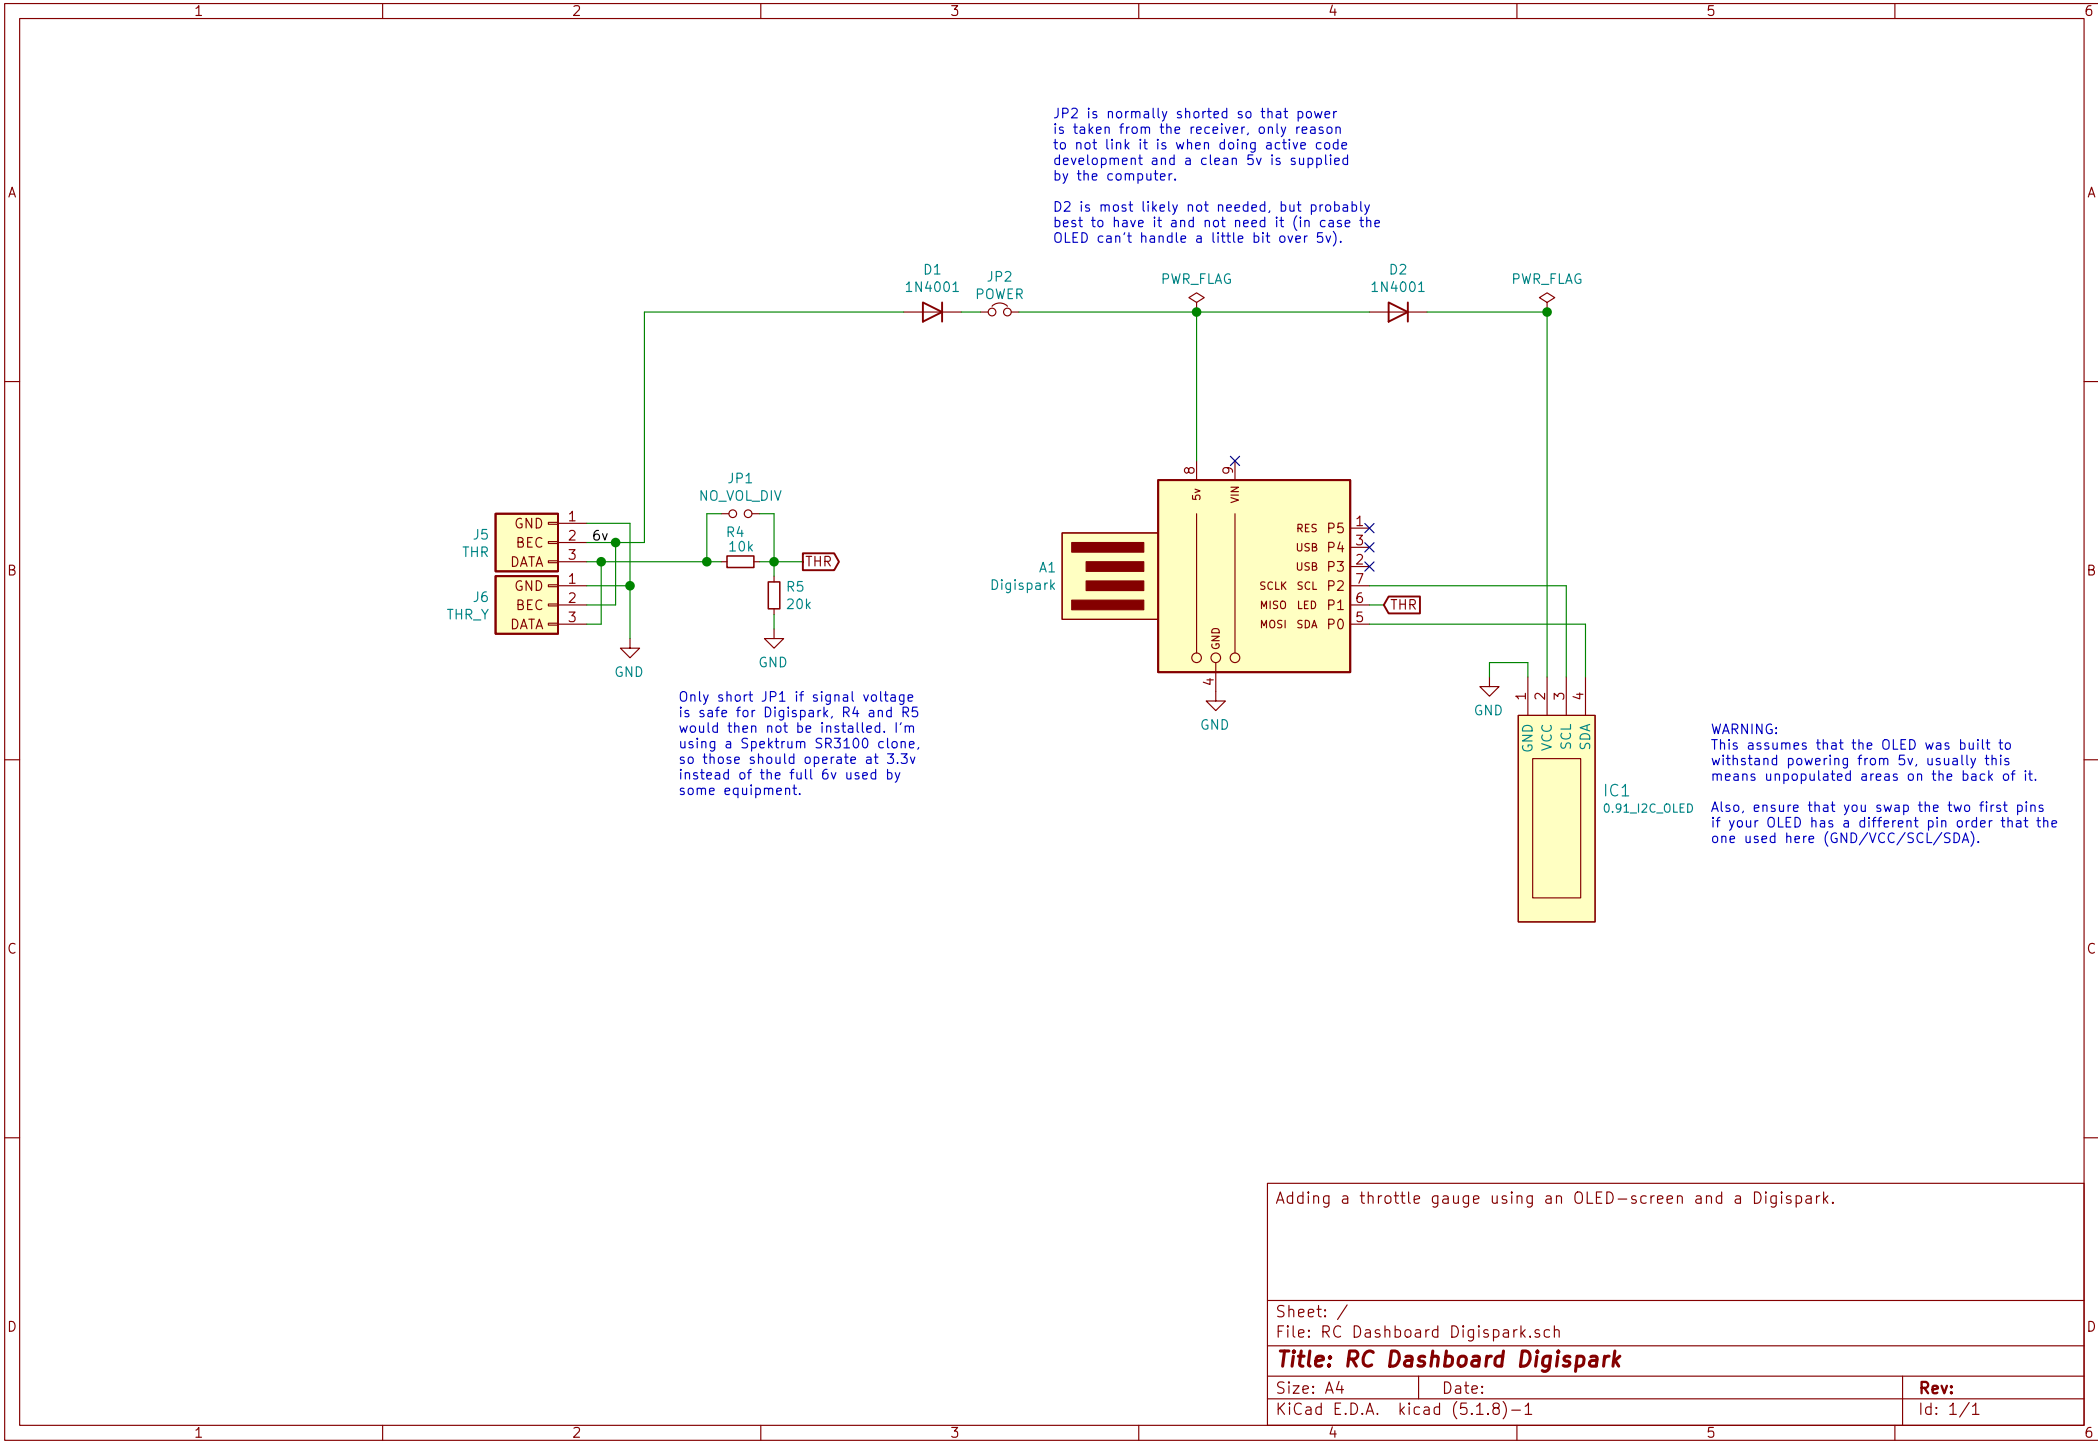 1 2 3 4 5 6
A A
B B
C C
D D
JP2 is normally shorted so that power
is taken from the receiver, only reason
to not link it is when doing active code
development and a clean 5v is supplied
by the computer.
D2 is most likely not needed, but probably
best to have it and not need it (in case the
OLED can't handle a little bit over 5v).
D1
1N4001
JP2
POWER
PWR_FLAG
D2
1N4001
PWR_FLAG
JP1
NO_VOL_DIV
R4
10k
J5
THR
GND 1
BEC 2
DATA 3
6v
J6
THR_Y
GND 1
BEC 2
DATA 3
GND
THR
R5
20k
GND
Only short JP1 if signal voltage
is safe for Digispark, R4 and R5
would then not be installed. I'm
using a Spektrum SR3100 clone,
so those should operate at 3.3v
instead of the full 6v used by
some equipment.
A1
Digispark
8
5v
9
VIN
RES P5 1
USB P4 3
USB P3 2
SCLK SCL P2 7
MISO LED P1 6
MOSI SDA P0 5
THR
GND
4
GND
GND
1 2 3 4
GND VCC SCL SDA
IC1
0.91_I2C_OLED
WARNING:
This assumes that the OLED was built to
withstand powering from 5v, usually this
means unpopulated areas on the back of it.
Also, ensure that you swap the two first pins
if your OLED has a different pin order that the
one used here (GND/VCC/SCL/SDA).
Adding a throttle gauge using an OLED-screen and a Digispark.
Sheet: /
File: RC Dashboard Digispark.sch
Title: RC Dashboard Digispark
Size: A4 Date: Rev:
KiCad E.D.A. kicad (5.1.8)-1 Id: 1/1
1 2 3 4 5 6